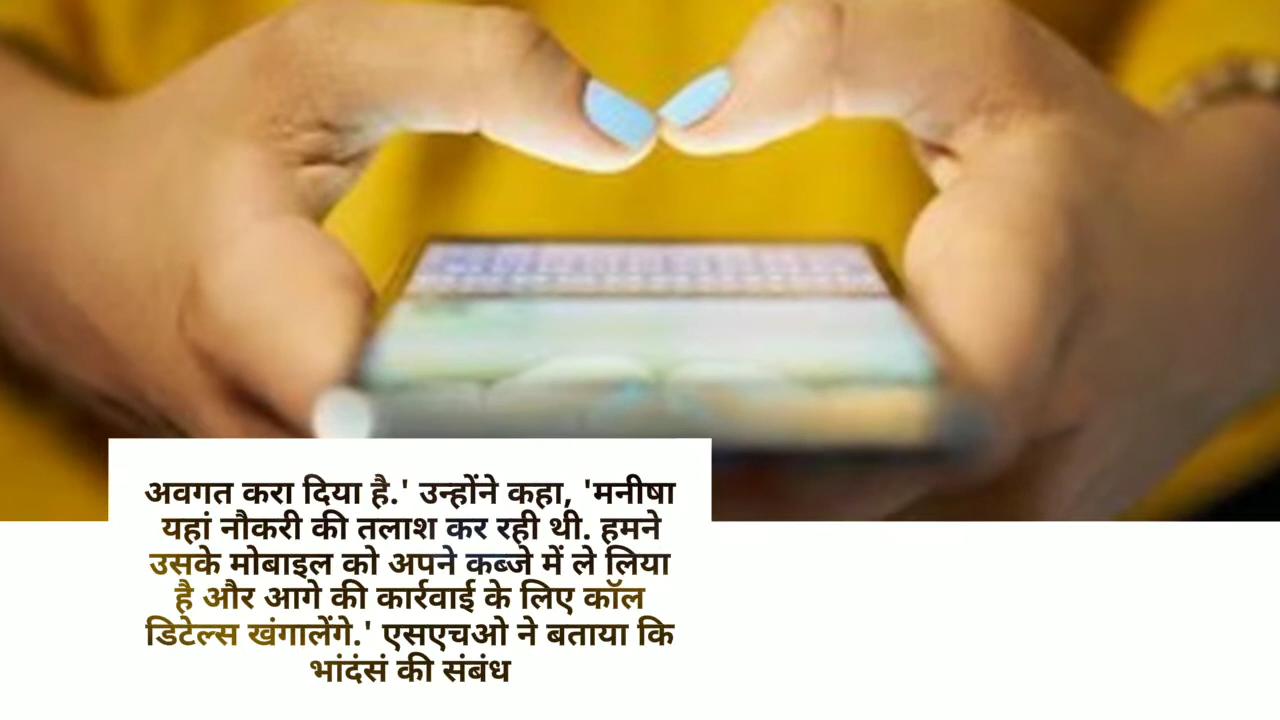 अवगत करा दिया है.' उन्होंने कहा, 'मनीषा
यहां नौकरी की तलाश कर रही थी. हमने
उसके मोबाइल को अपने कब्जे में ले लिया
है और आगे की कार्रवाई के लिए कॉल
डिटेल्स खंगालेंगे.' एसएचओ ने बताया कि
भांदंसं की संबंध